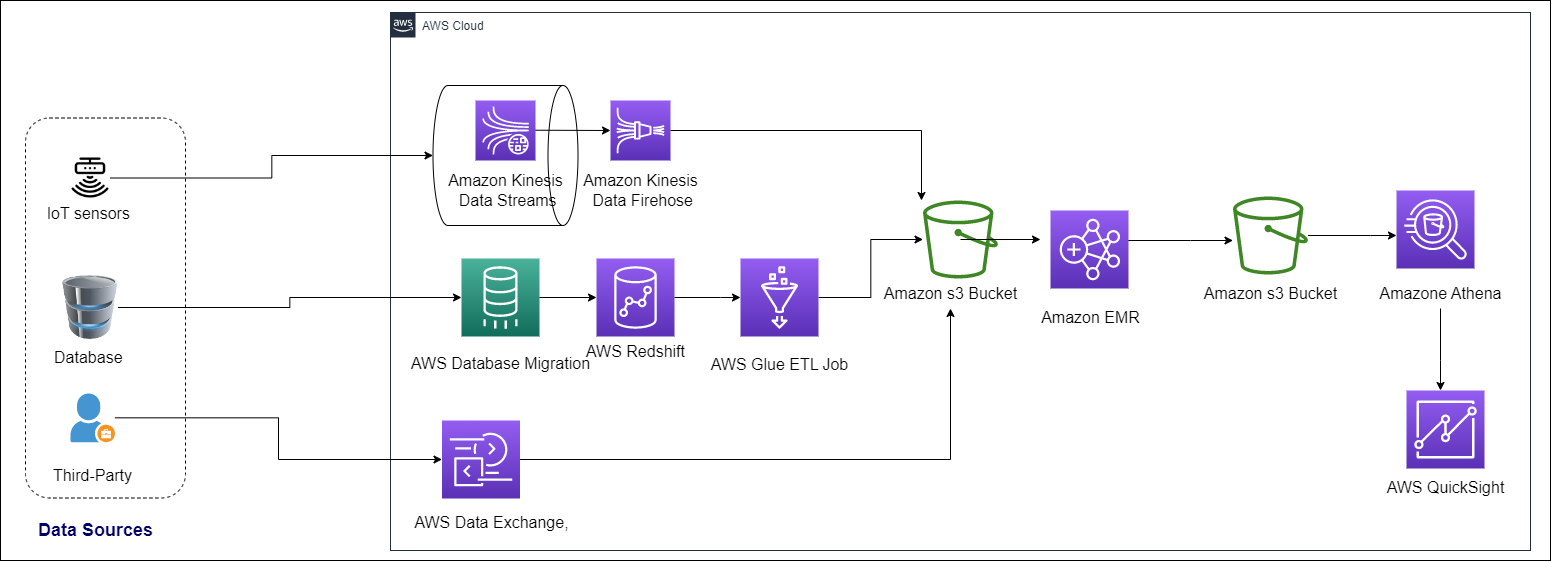 aws
AWS Cloud
IoT sensors
Database
Third-Party
Data Sources
Amazon Kinesis
Data Streams
Amazon Kinesis
Data Firehose
AWS Database Migration
AWS Redshift
AWS Glue ETL Job
AWS Data Exchange,
Amazon s3 Bucket
Amazon EMR
Amazon s3 Bucket
Amazone Athena
AWS QuickSight